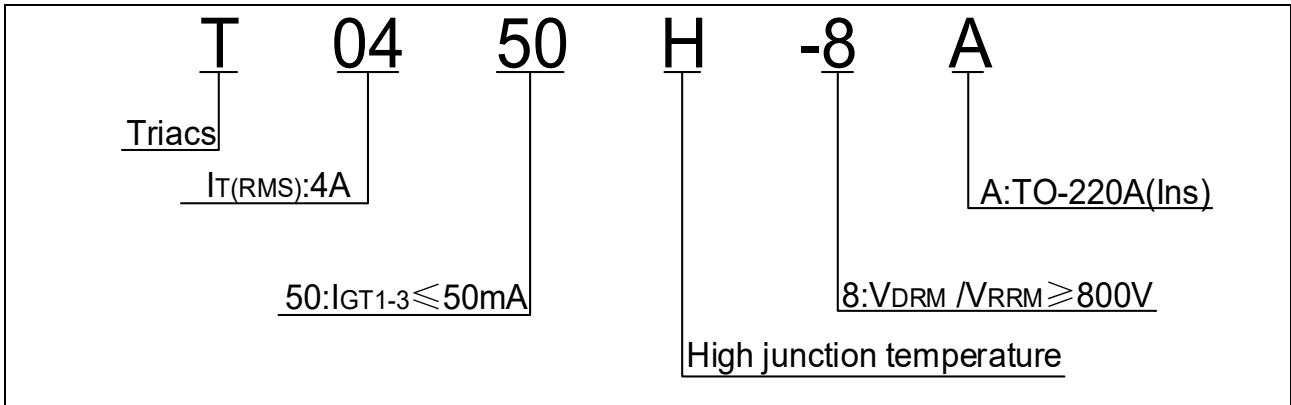 T 04 50 H -8 A
Triacs
IT(RMS):4A
A:TO-220A(Ins)
50:IGT1-3≤50mA
8:VDRM /VRRM≥800V
High junction temperature